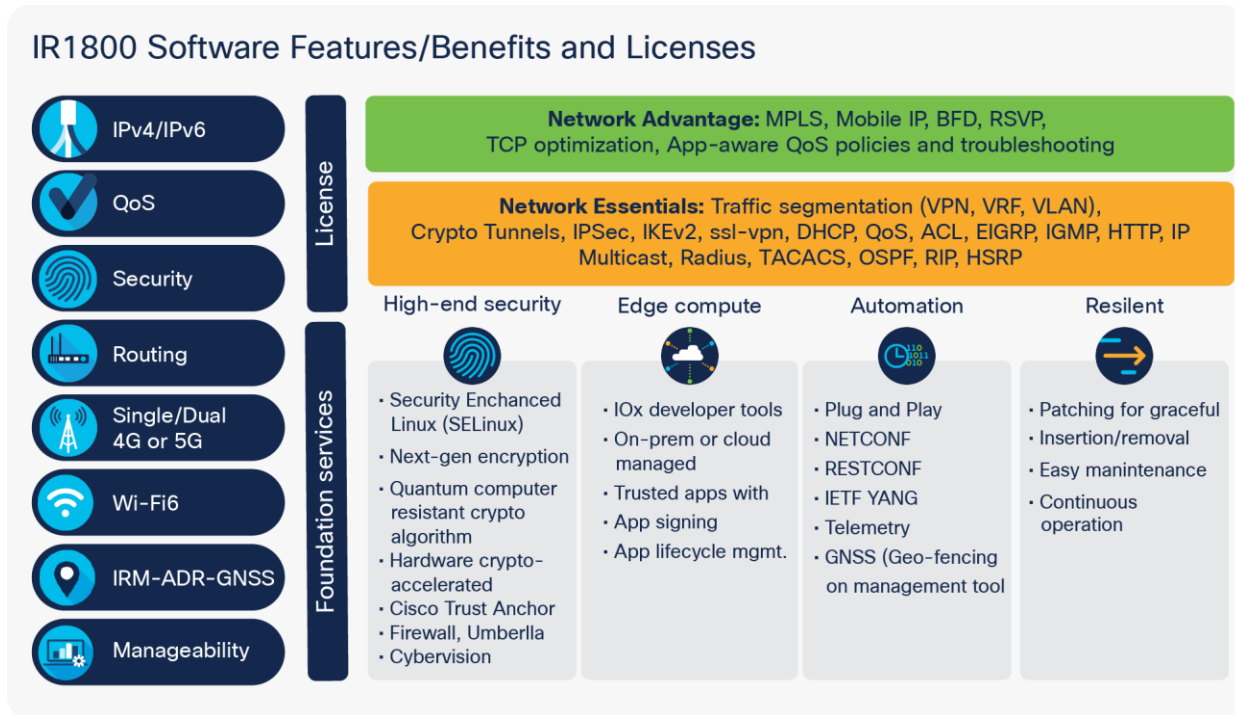 IR1800 Software Features/Benefits and Licenses
IPv4/IPv6
QoS
Security
Routing
Single/Dual
4G or 5G
Wi-Fi6
IRM-ADR-GNSS
Manageability
License
Foundation services
Network Advantage: MPLS, Mobile IP, BFD, RSVP,
TCP optimization, App-aware QoS policies and troubleshooting
Network Essentials: Traffic segmentation (VPN, VRF, VLAN),
Crypto Tunnels, IPSec, IKEv2, ssl-vpn, DHCP, QoS, ACL, EIGRP, IGMP, HTTP, IP
Multicast, Radius, TACACS, OSPF, RIP, HSRP
High-end security
· Security Enchanced
Linux (SELinux)
· Next-gen encryption
· Quantum computer
resistant crypto
algorithm
· Hardware crypto-
accelerated
· Cisco Trust Anchor
· Firewall, Umberlla
· Cybervision
Edge compute
· IOx developer tools
· On-prem or cloud
managed
· Trusted apps with
· App signing
· App lifecycle mgmt.
Automation
110
1011
010
· Plug and Play
· NETCONF
· RESTCONF
· IETF YANG
· Telemetry
· GNSS (Geo-fencing
on management tool
Resilent
· Patching for graceful
· Insertion/removal
· Easy manintenance
· Continuous
operation